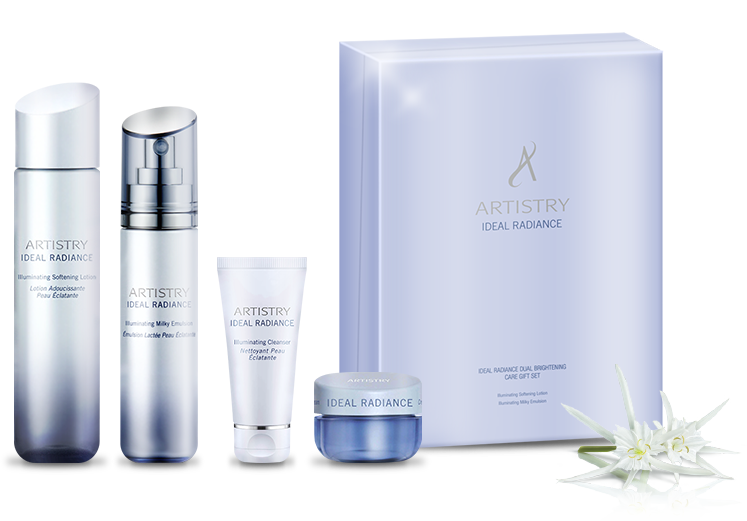 ARTISTRY
IDEAL RADIANCE
Illuminating Softening Lotion
Lotion Adoucissante
Peau Éclatante
ARTISTRY
IDEAL RADIANCE
Illuminating Milky Emulsion
Émulsion Lactée Peau Éclatante
ARTISTRY
IDEAL RADIANCE
Illuminating Cleanser
Nettoyant Peau
Éclatante
ARTISTRY
IDEAL RADIANCE
ARTISTRY
IDEAL RADIANCE
IDEAL RADIANCE DUAL BRIGHTENING
CARE GIFT SET
Illuminating Softening Lotion
Illuminating Milky Emulsion